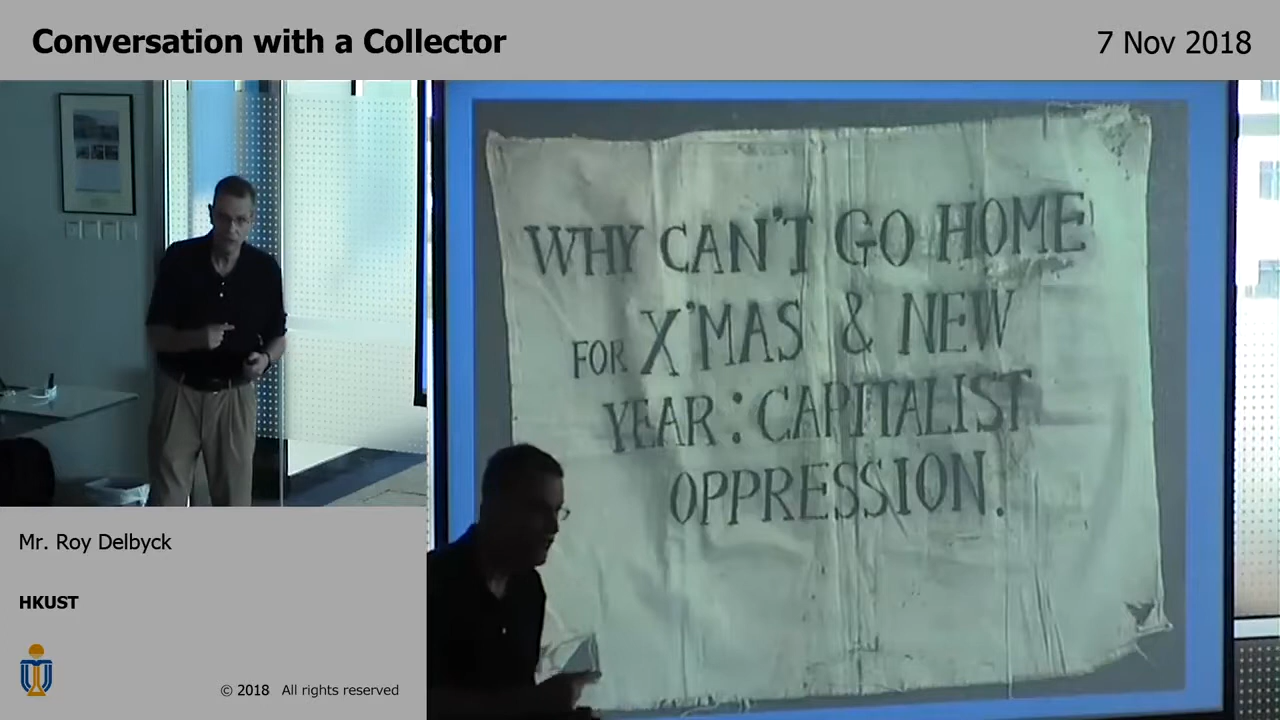 Conversation with a Collector
7 Nov 2018
WHY CAN'T GO HOME
FOR X'MAS & NEW
YEAR: CAPITALIST
OPPRESSION.
Mr. Roy Delbyck
HKUST
© 2018 All rights reserved